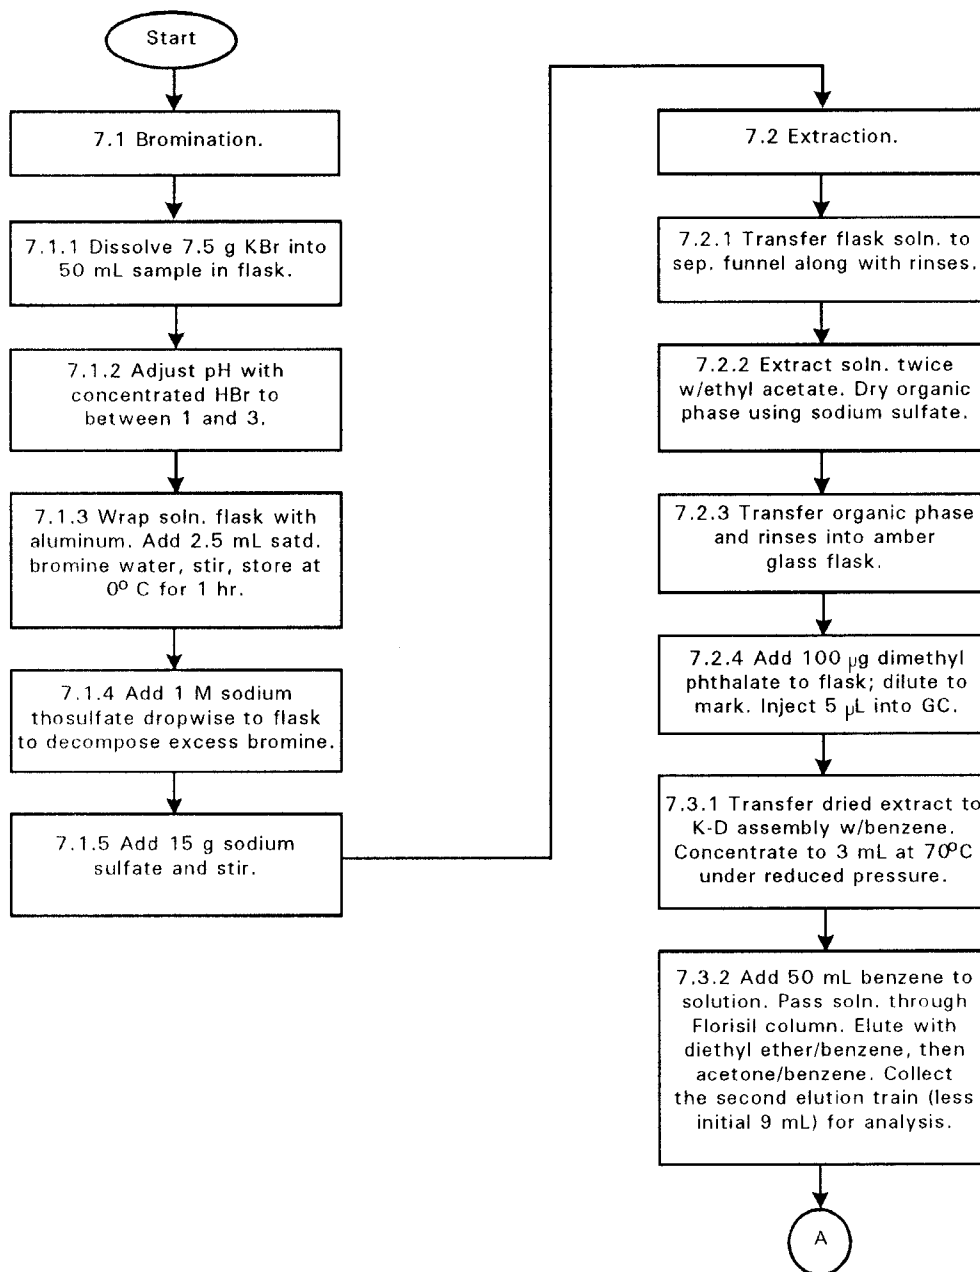 Start
7.1 Bromination.
7.1.1 Dissolve 7.5 g KBr into
50 mL sample in flask.
7.1.2 Adjust pH with
concentrated HBr to
between 1 and 3.
7.1.3 Wrap soln. flask with
aluminum. Add 2.5 mL satd.
bromine water, stir, store at
0º C for 1 hr.
7.1.4 Add 1 M sodium
thosulfate dropwise to flask
to decompose excess bromine.
7.1.5 Add 15 g sodium
sulfate and stir.
7.2 Extraction.
7.2.1 Transfer flask soln. to
sep. funnel along with rinses.
7.2.2 Extract soln. twice
w/ethyl acetate. Dry organic
phase using sodium sulfate.
7.2.3 Transfer organic phase
and rinses into amber
glass flask.
7.2.4 Add 100 µg dimethyl
phthalate to flask; dilute to
mark. Inject 5 µL into GC.
7.3.1 Transfer dried extract to
K-D assembly w/benzene.
Concentrate to 3 mL at 70ºC
under reduced pressure.
7.3.2 Add 50 mL benzene to
solution. Pass soln. through
Florisil column. Elute with
diethyl ether/benzene, then
acetone/benzene. Collect
the second elution train (less
initial 9 mL) for analysis.
A